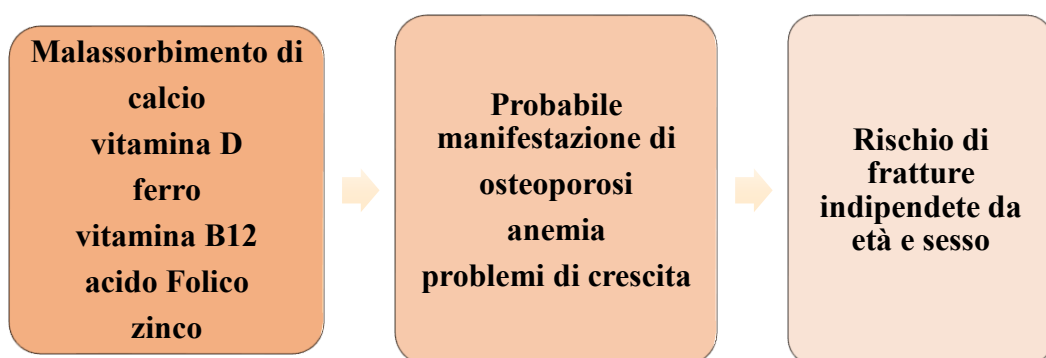 Malassorbimento di
calcio
vitamina D
ferro
vitamina B12
acido Folico
zinco
Probabile
manifestazione di
osteoporosi
anemia
problemi di crescita
Rischio di
fratture
indipendete da
età e sesso